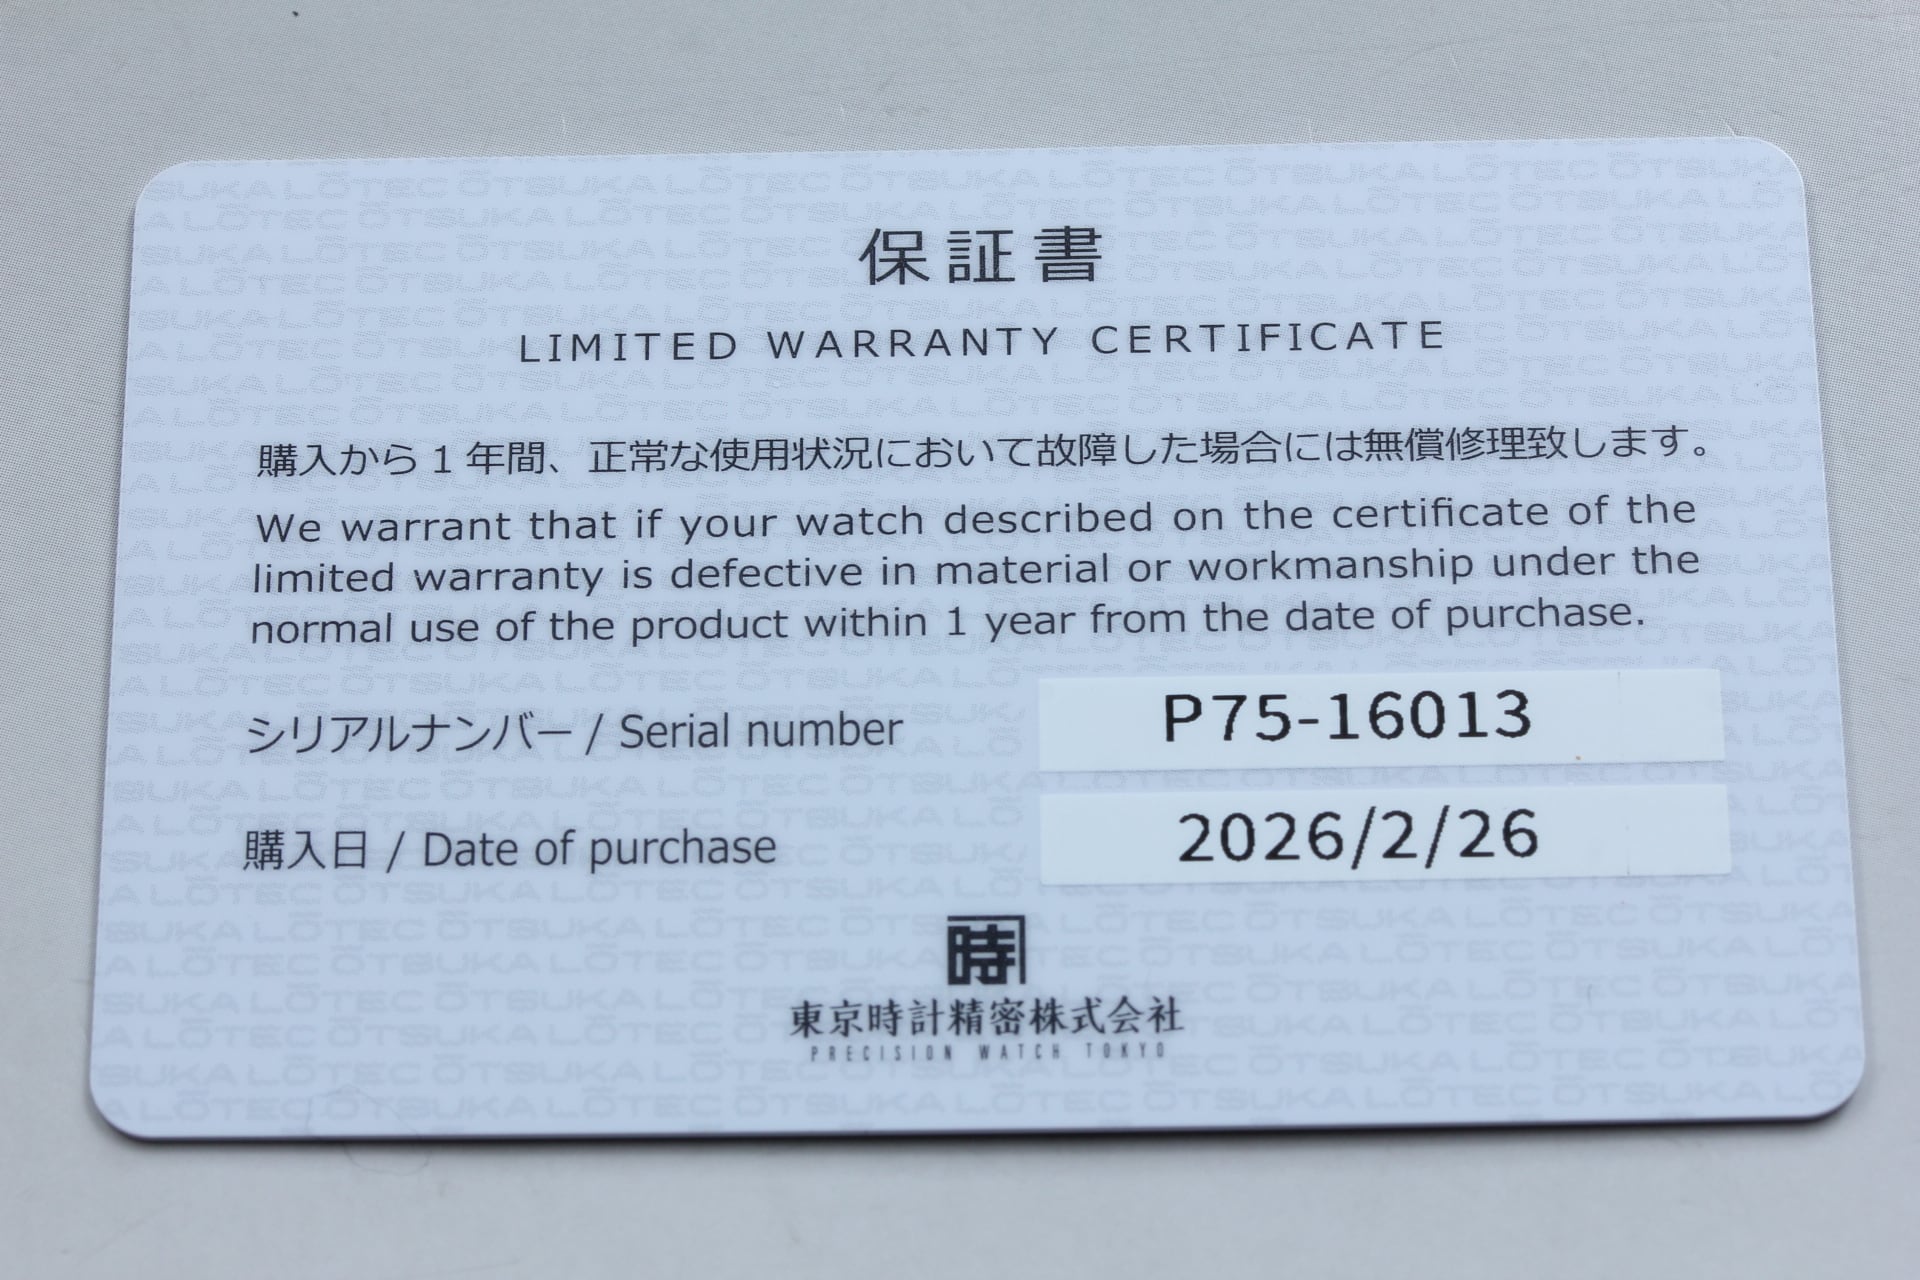 保証書
LIMITED WARRANTY CERTIFICATE
購入から1年間、正常な使用状況において故障した場合には無償修理致します。
We warrant that if your watch described on the certificate of the
limited warranty is defective in material or workmanship under the
normal use of the product within 1 year from the date of purchase.
シリアルナンバー / Serial number P75-16013
購入日 / Date of purchase 2026/2/26
時
東京時計精密株式会社
PRECISION WATCH TOKYO